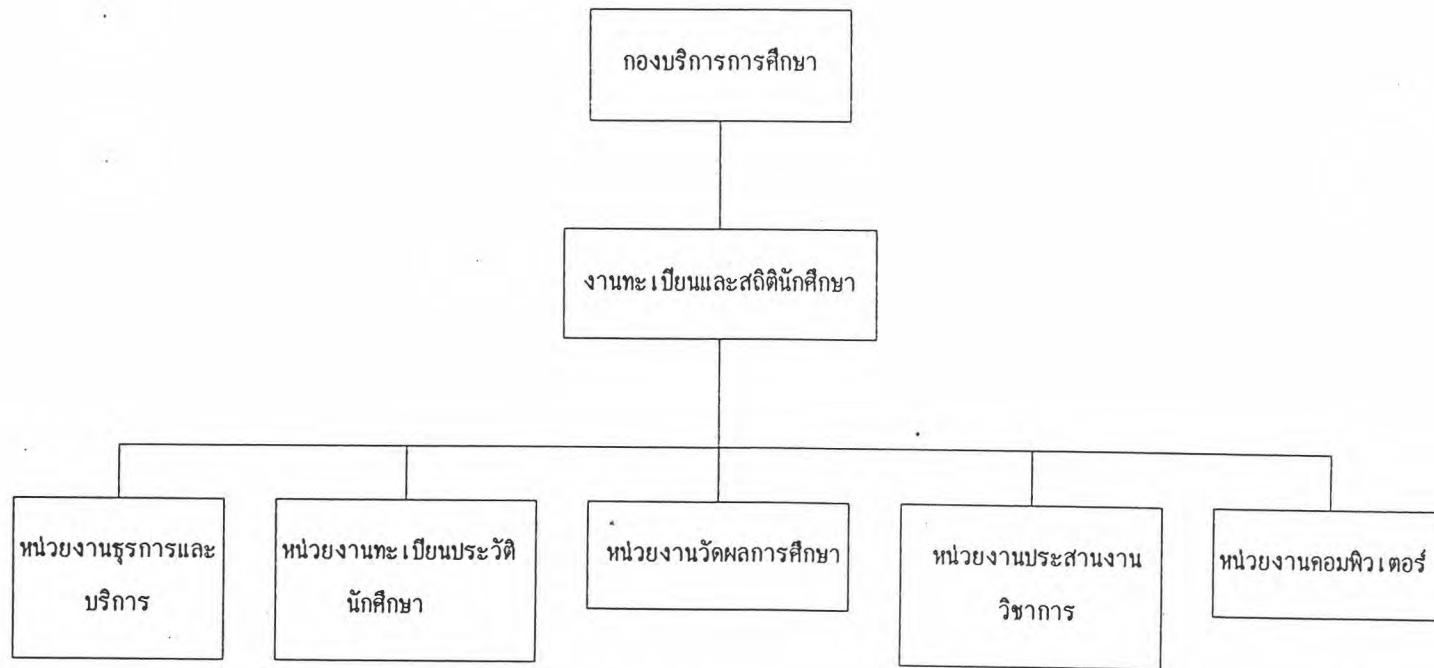 กองบริการการศึกษา
งานทะเบียนและสถิตินักศึกษา
หน่วยงานธุรการและ
บริการ
หน่วยงานทะเบียนประวัติ
นักศึกษา
หน่วยงานวัดผลการศึกษา
หน่วยงานประสานงาน
วิชาการ
หน่วยงานคอมพิวเตอร์